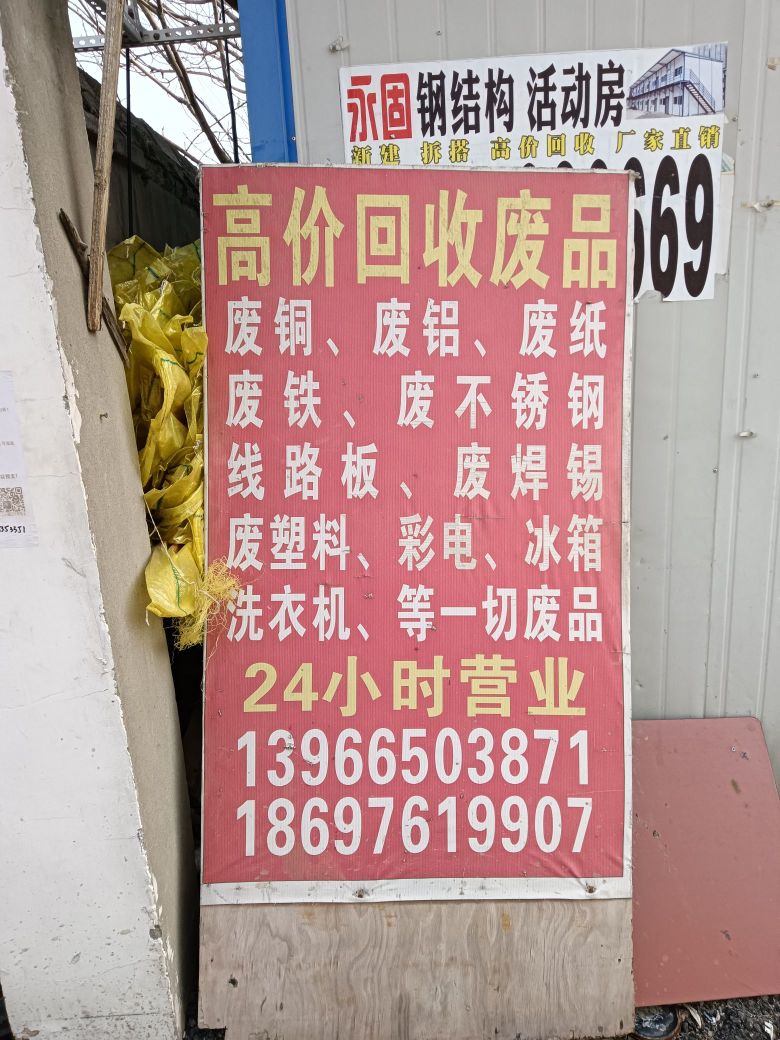 永固钢结构 活动房
新建 拆搭 高价回收 厂家直销
669
高价回收废品
废铜、废铝、废纸
废铁、废不锈钢
线路板、废焊锡
废塑料、彩电、冰箱
洗衣机、等一切废品
24小时营业
13966503871
18697619907
353351